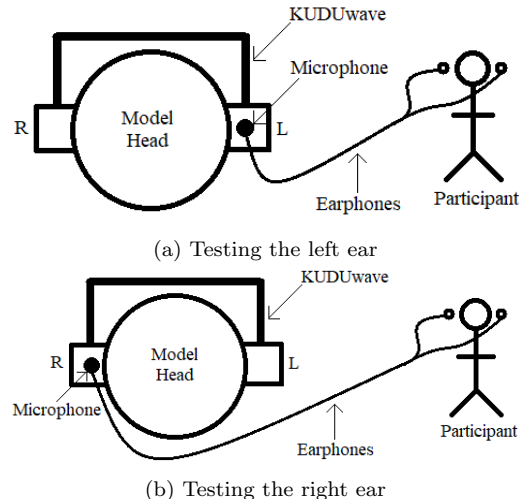 KUDUwave
Microphone
R
Model
Head
L
Earphones
Participant
(a) Testing the left ear
KUDUwave
R
Model
Head
L
Microphone
Earphones
Participant
(b) Testing the right ear